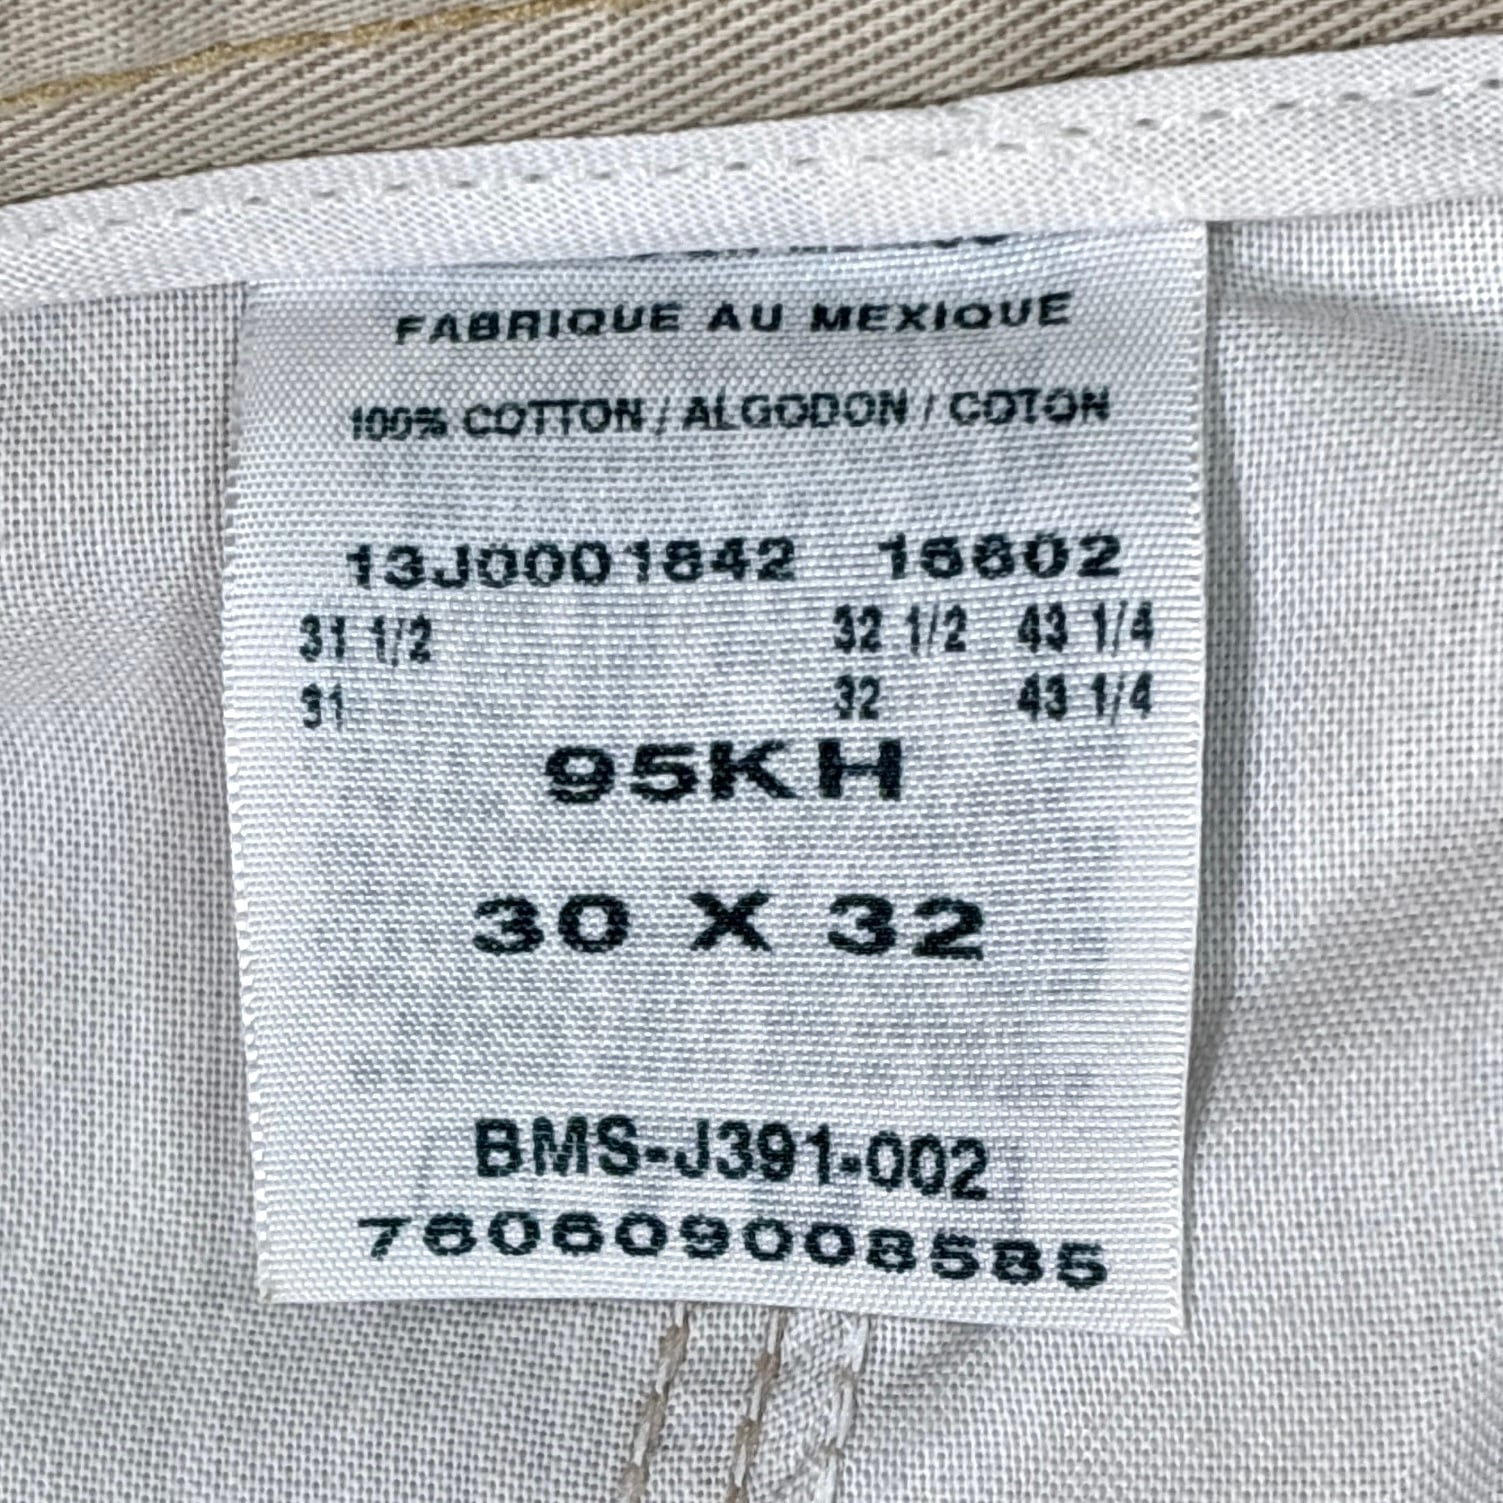 FABRIQUE AU MEXIQUE
100% COTTON / ALGODON / COTON
13J0001842 16602
31 1/2 32 1/2 43 1/4
31 32 43 1/4
95KH
30 X 32
BMS-J391-002
760609008585